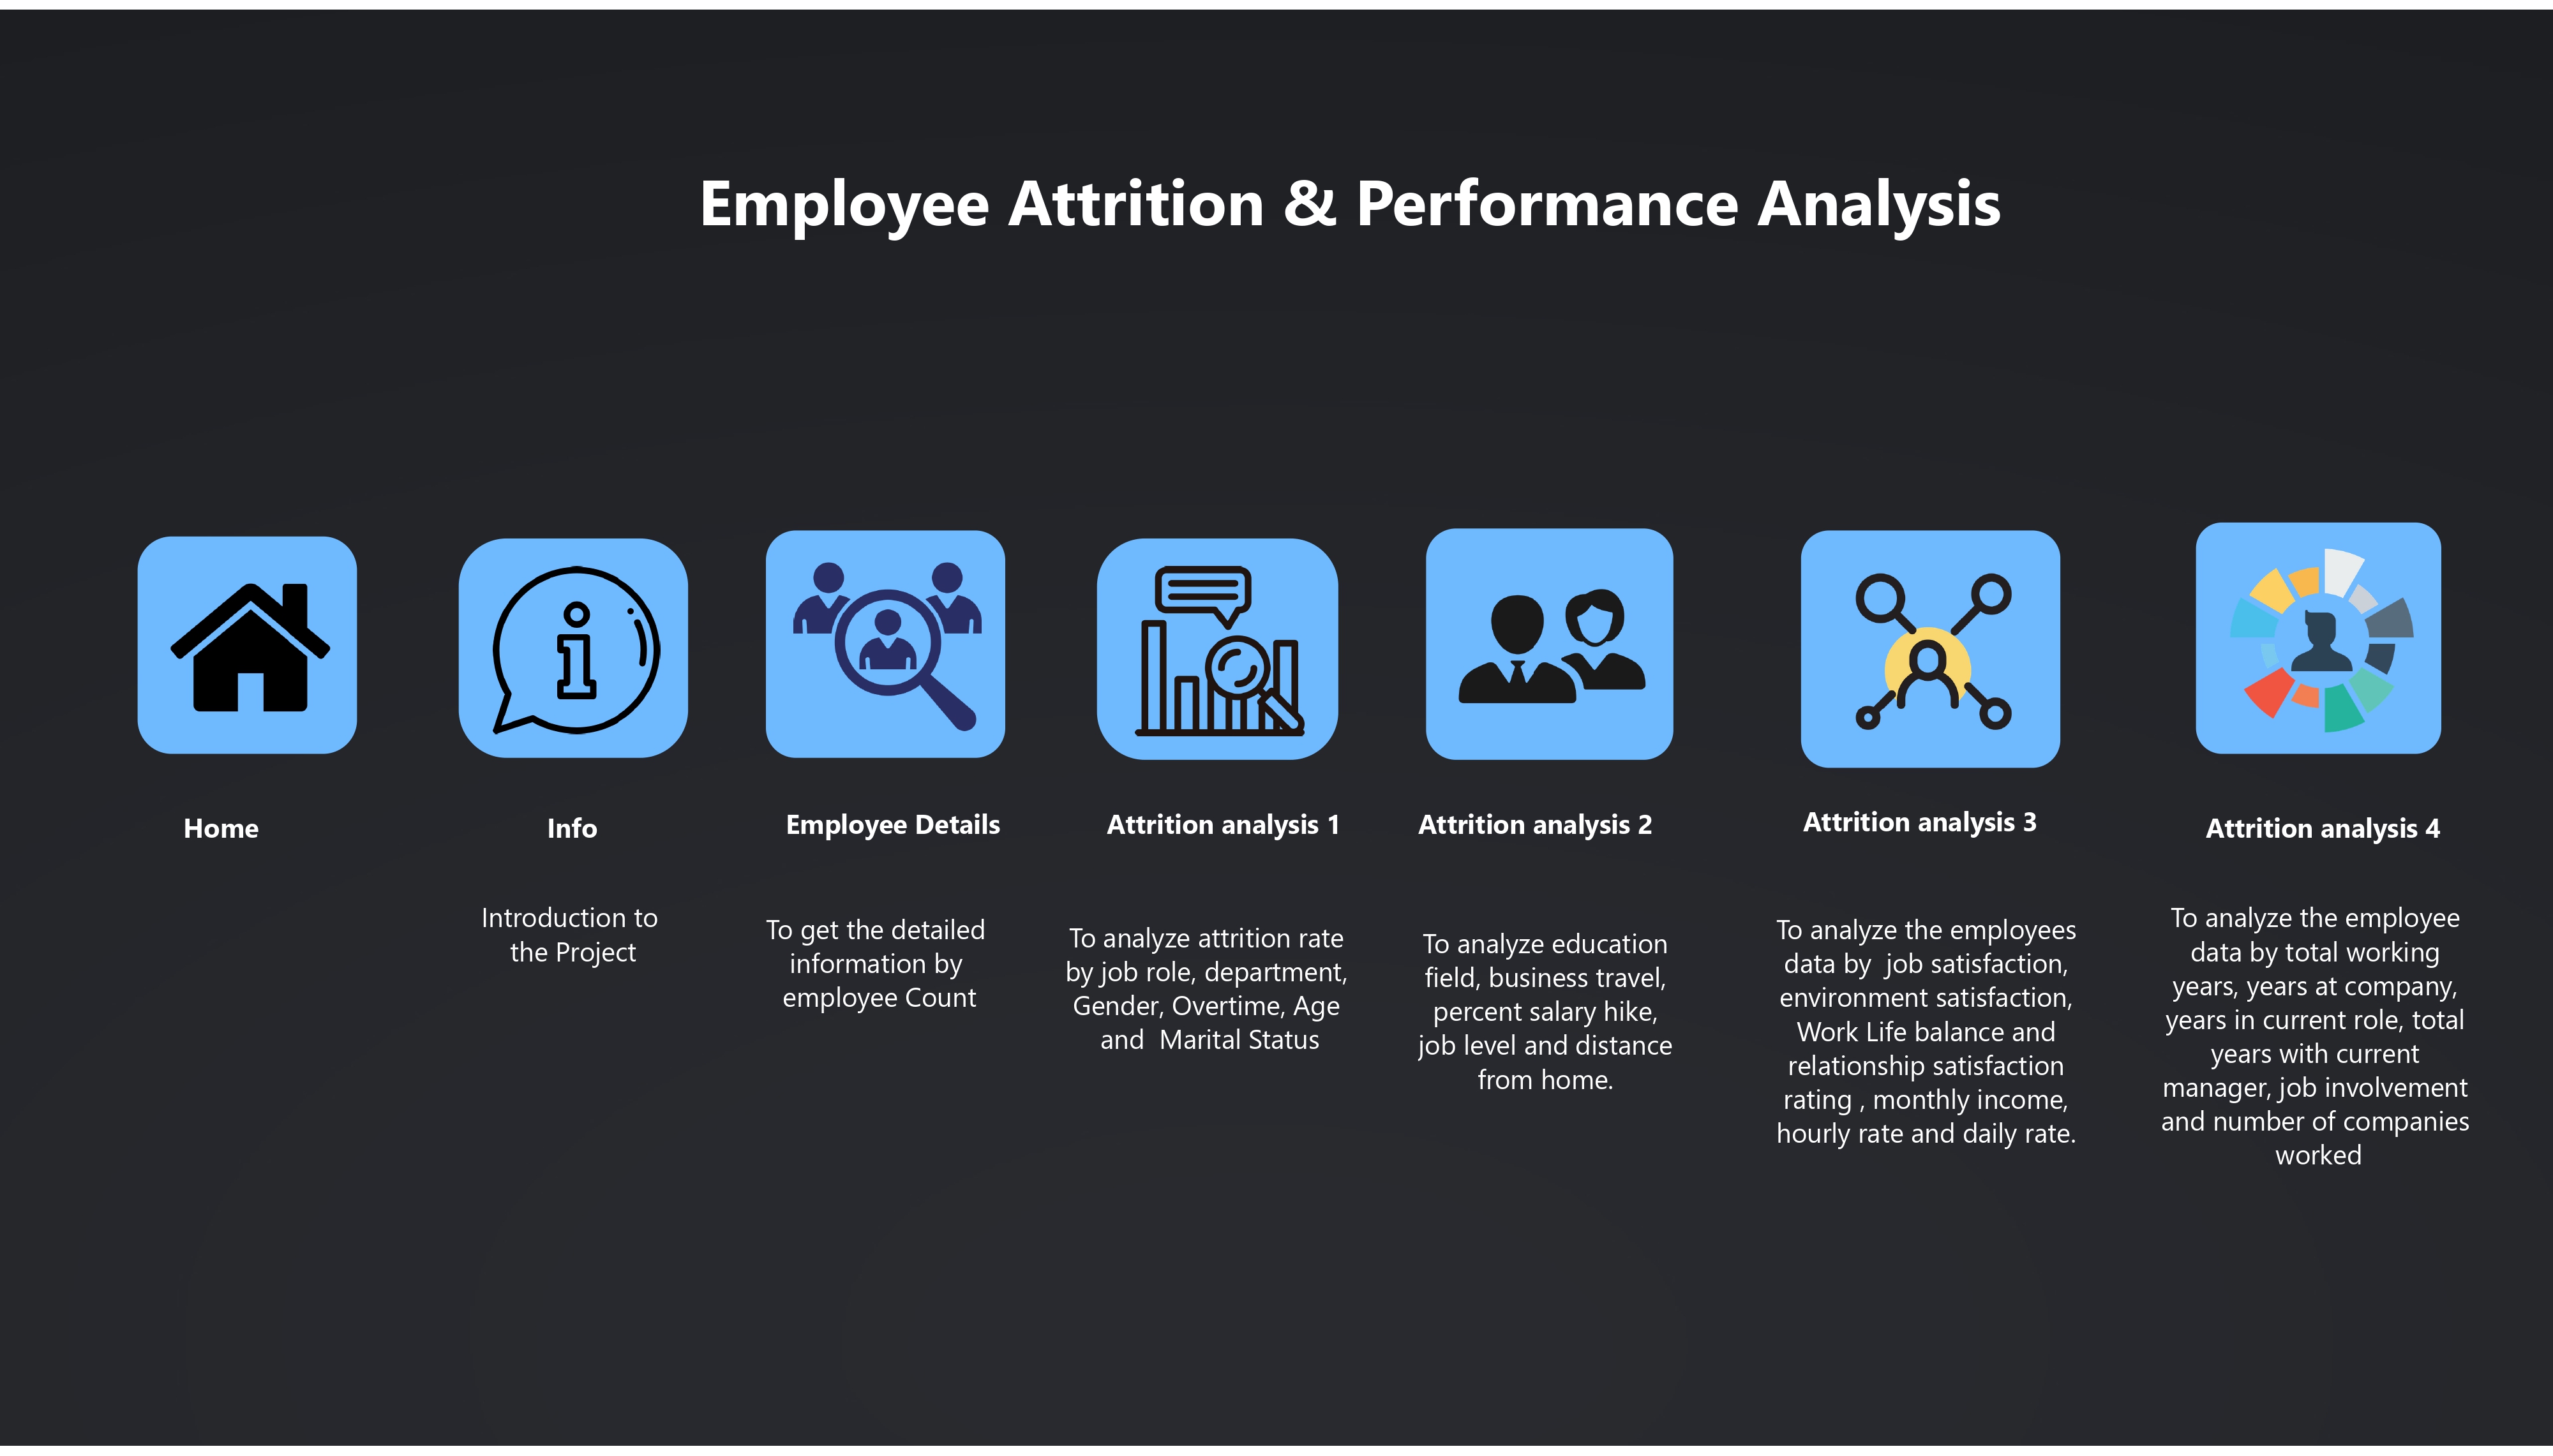 Employee Attrition & Performance Analysis
Home
Info
Introduction to
the Project
Employee Details
To get the detailed
information by
employee Count
Attrition analysis 1
To analyze attrition rate
by job role, department,
Gender, Overtime, Age
and  Marital Status
Attrition analysis 2
To analyze education
field, business travel,
percent salary hike,
job level and distance
from home.
Attrition analysis 3
To analyze the employees
data by  job satisfaction,
environment satisfaction,
Work Life balance and
relationship satisfaction
rating , monthly income,
hourly rate and daily rate.
Attrition analysis 4
To analyze the employee
data by total working
years, years at company,
years in current role, total
years with current
manager, job involvement
and number of companies
worked